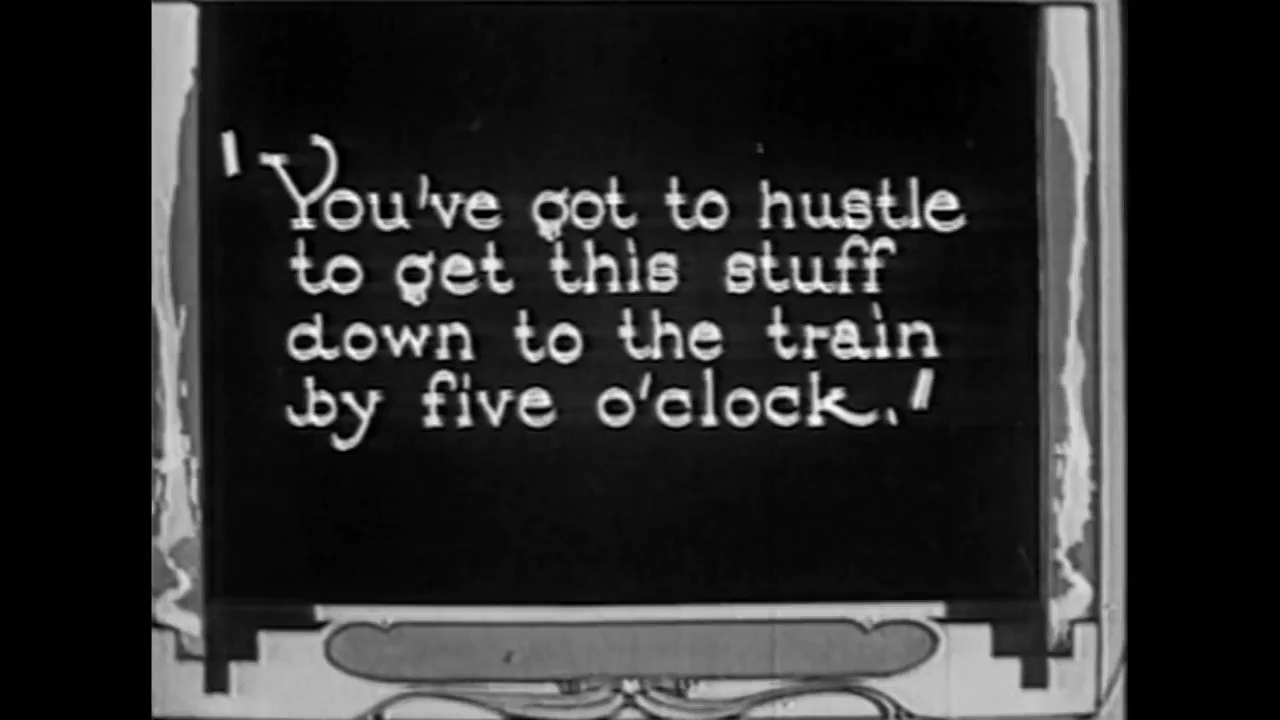 'You've got to hustle
to get this stuff
down to the train
by five o'clock.'